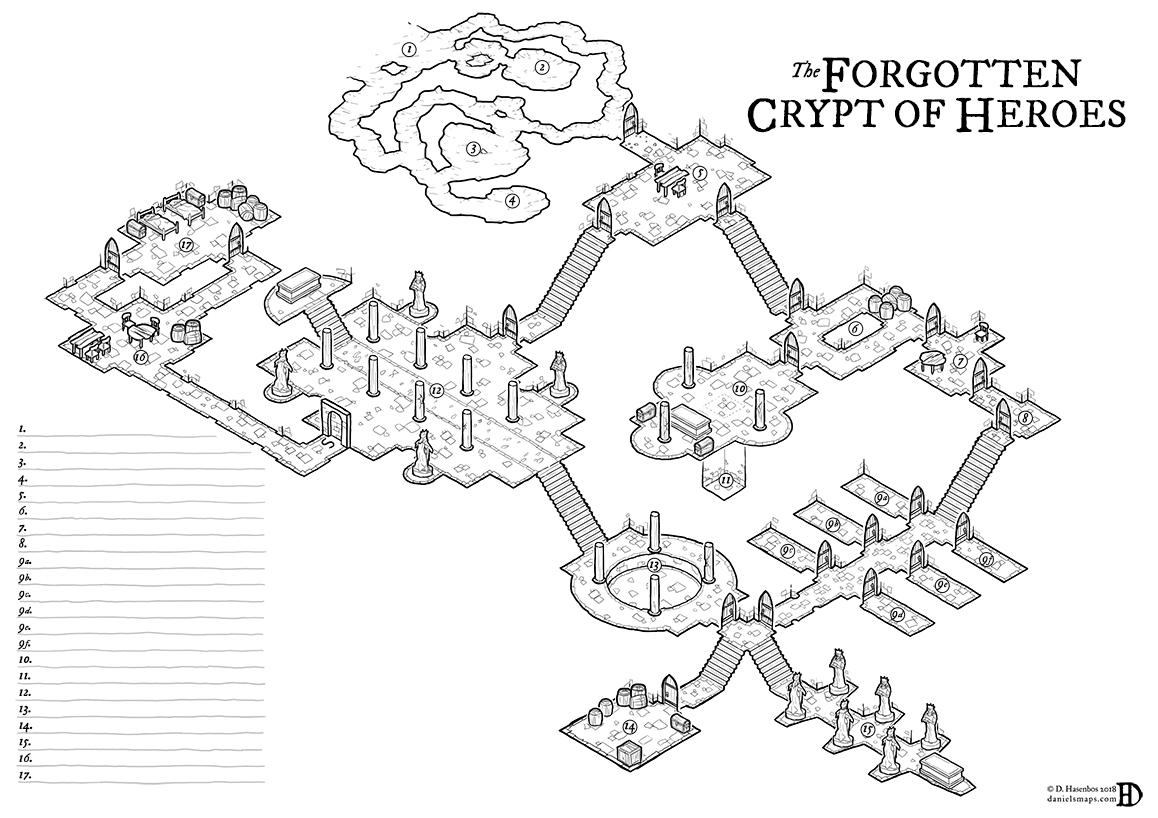 The FORGOTTEN
CRYPT OF HEROES
1
2
3
4
5
6
7
8
9a
9b
9c
9d
9e
9f
10
11
12
13
14
15
16
17
S
1.
2.
3.
4.
5.
6.
7.
8.
9a.
9b.
9c.
9d.
9e.
9f.
10.
11.
12.
13.
14.
15.
16.
17.
© D. Hasenbos 2018
danielsmaps.com
HD